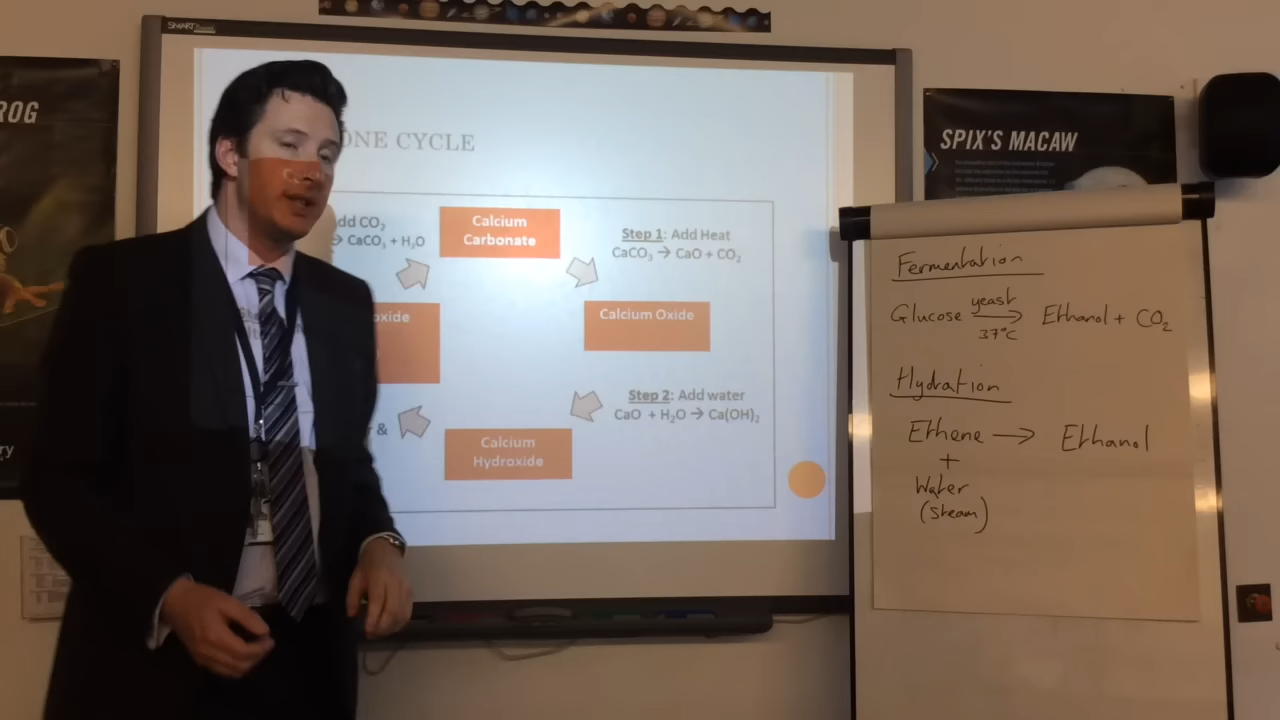 SMART
ROG
SPIX'S MACAW
ONE CYCLE
dd CO₂
→ CaCO₃ + H₂O
Calcium
Carbonate
Step 1: Add Heat
CaCO₃ → CaO + CO₂
oxide
Calcium Oxide
Step 2: Add water
CaO + H₂O → Ca(OH)₂
&
Calcium
Hydroxide
ry
Fermentation
Glucose yeast → 37°C Ethanol + CO₂
Hydration
Ethene → Ethanol
+
Water
(steam)